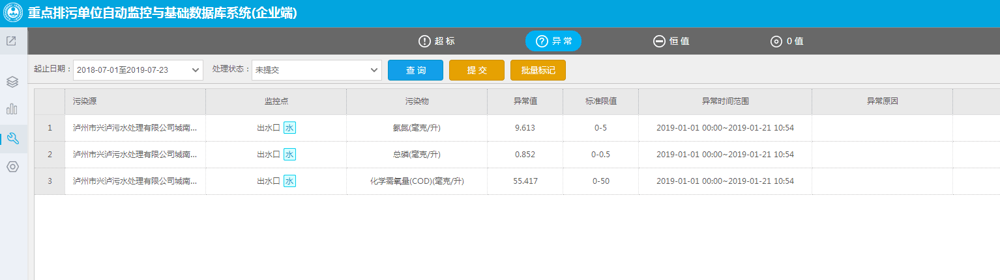 重点排污单位自动监控与基础数据库系统(企业端)
超标 异常 恒值 0值
起止日期： 2018-07-01至2019-07-23 处理状态： 未提交 查询 提交 批量标记
污染源 监控点 污染物 异常值 标准限值 异常时间范围 异常原因
1 泸州市兴泸污水处理有限公司城南... 出水口 水 氨氮(毫克/升) 9.613 0-5 2019-01-01 00:00~2019-01-21 10:54
2 泸州市兴泸污水处理有限公司城南... 出水口 水 总磷(毫克/升) 0.852 0-0.5 2019-01-01 00:00~2019-01-21 10:54
3 泸州市兴泸污水处理有限公司城南... 出水口 水 化学需氧量(COD)(毫克/升) 55.417 0-50 2019-01-01 00:00~2019-01-21 10:54